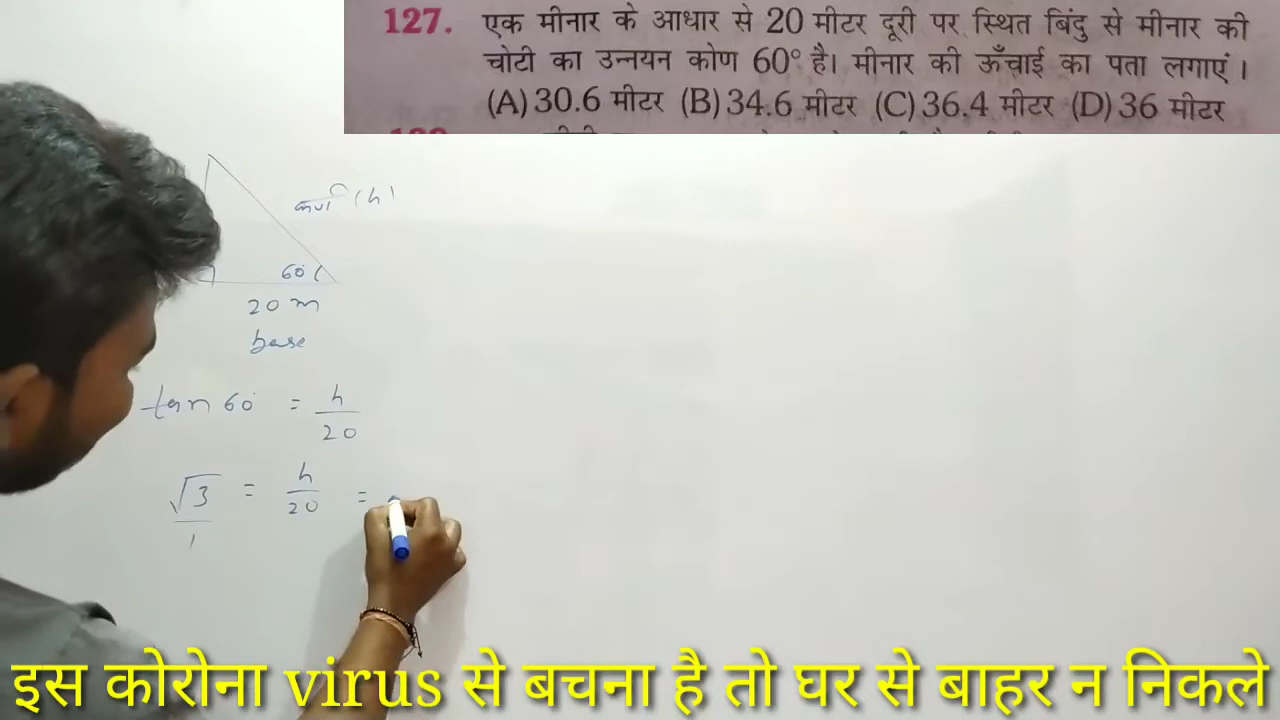 127. एक मीनार के आधार से 20 मीटर दूरी पर स्थित बिंदु से मीनार की
चोटी का उन्नयन कोण 60° है। मीनार की ऊँचाई का पता लगाएं।
(A) 30.6 मीटर (B) 34.6 मीटर (C) 36.4 मीटर (D) 36 मीटर
कर्ण (h)
60°
20 m
base
tan 60° = h/20
√3/1 = h/20 =
इस कोरोना virus से बचना है तो घर से बाहर न निकले